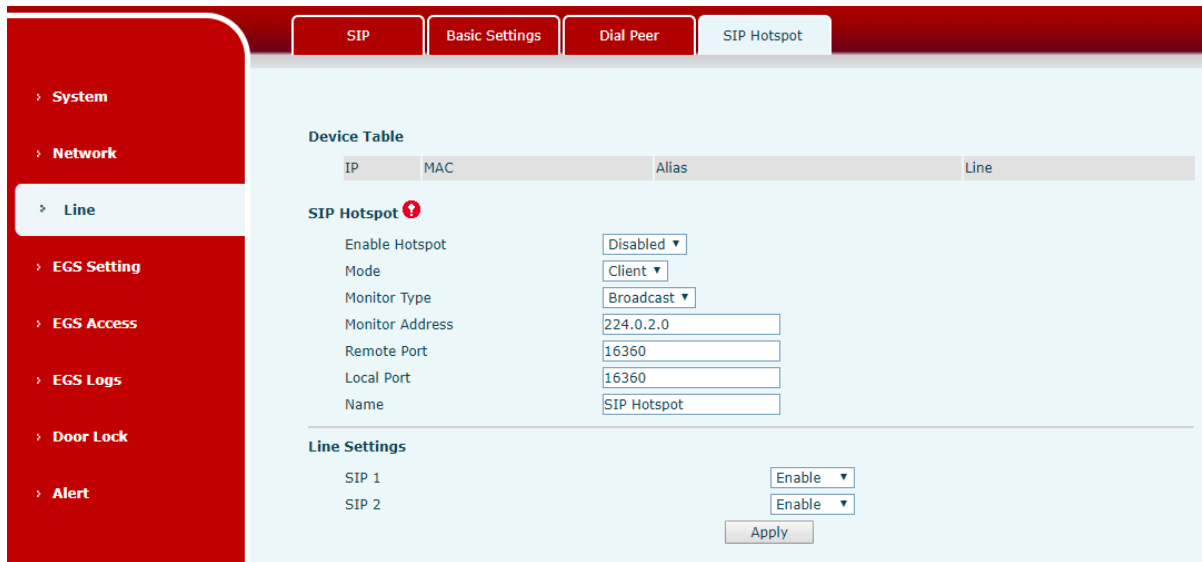 SIP Basic Settings Dial Peer SIP Hotspot
System
Network
Line
EGS Setting
EGS Access
EGS Logs
Door Lock
Alert
Device Table
IP MAC Alias Line
SIP Hotspot
Enable Hotspot Disabled
Mode Client
Monitor Type Broadcast
Monitor Address 224.0.2.0
Remote Port 16360
Local Port 16360
Name SIP Hotspot
Line Settings
SIP 1 Enable
SIP 2 Enable
Apply